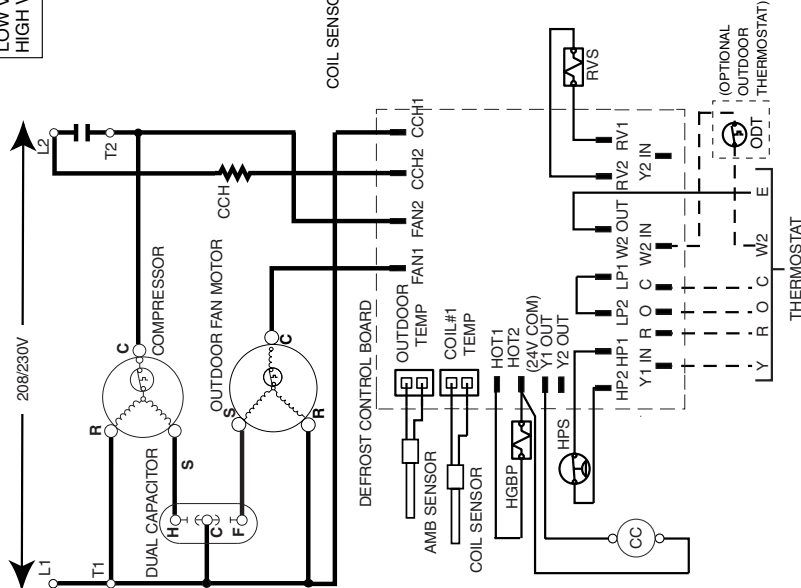 LOW V
HIGH V
COIL SENSO
208/230V
L1
L2
T1
T2
CCH
COMPRESSOR
R
C
S
DUAL CAPACITOR
H
C
F
OUTDOOR FAN MOTOR
S
C
R
DEFROST CONTROL BOARD
FAN1
FAN2
CCH2
CCH1
OUTDOOR
TEMP
COIL#1
TEMP
AMB SENSOR
COIL SENSOR
HOT1
HOT2
(24V COM)
Y1 OUT
Y2 OUT
HGBP
HPS
CC
HP2
HP1
LP2
LP1
W2 OUT
RV2
RV1
Y1 IN
R
O
C
W2 IN
Y2 IN
RVS
(OPTIONAL
OUTDOOR
THERMOSTAT)
ODT
Y
R
O
C
W2
E
THERMOSTAT